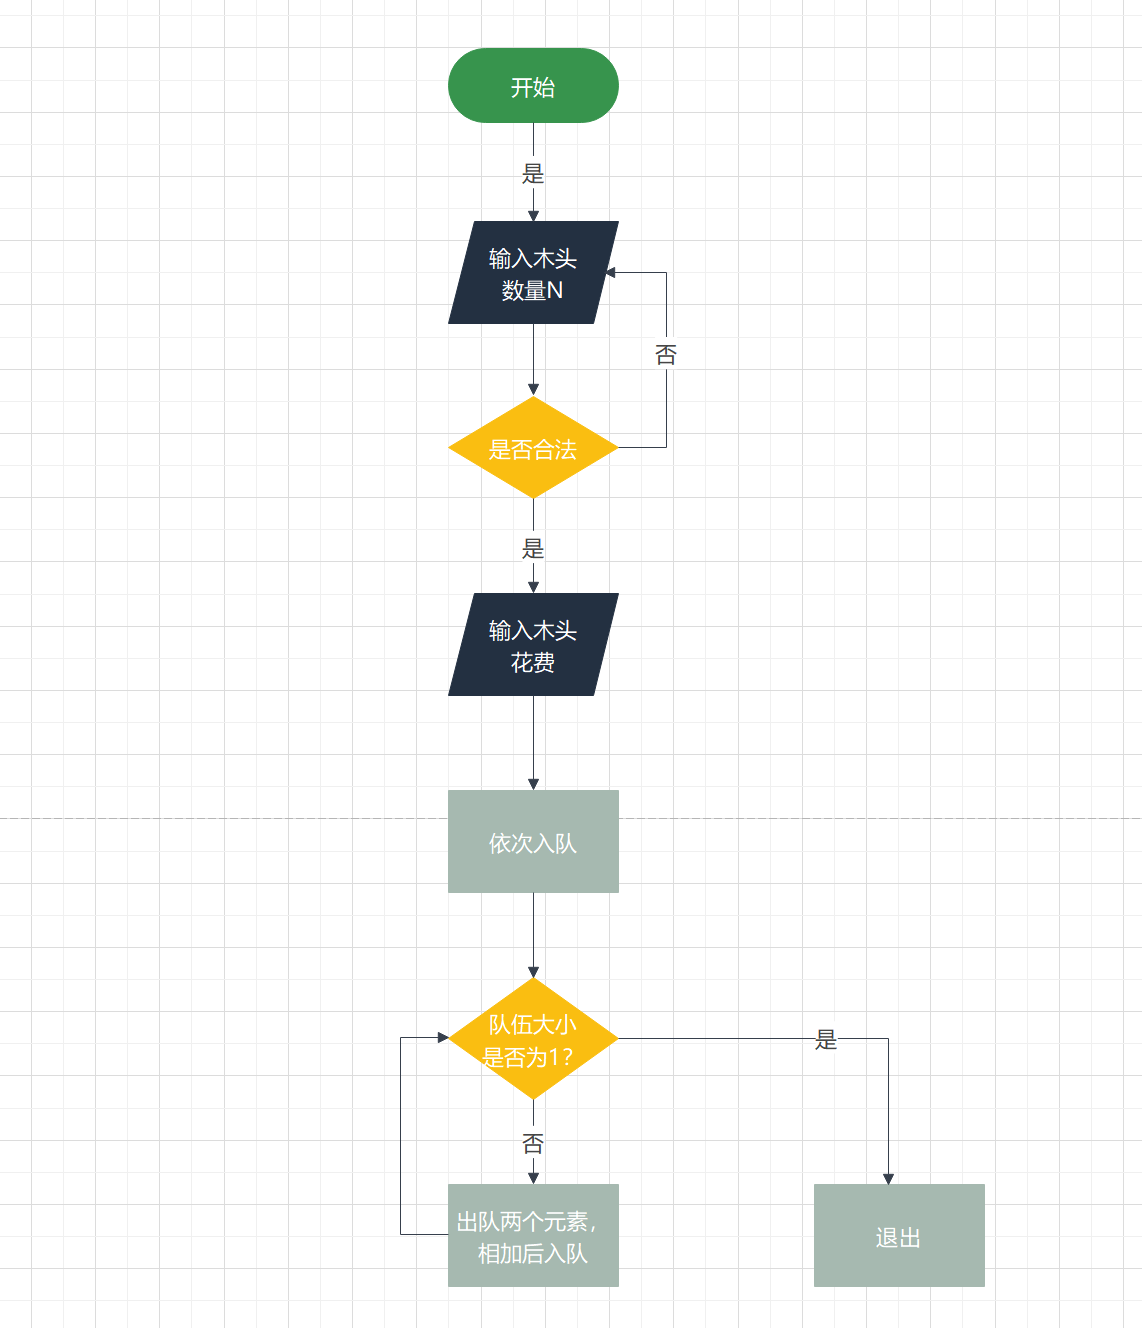 开始
是
输入木头
数量N
否
是否合法
是
输入木头
花费
依次入队
队伍大小
是否为1?
是
否
出队两个元素，
相加后入队
退出